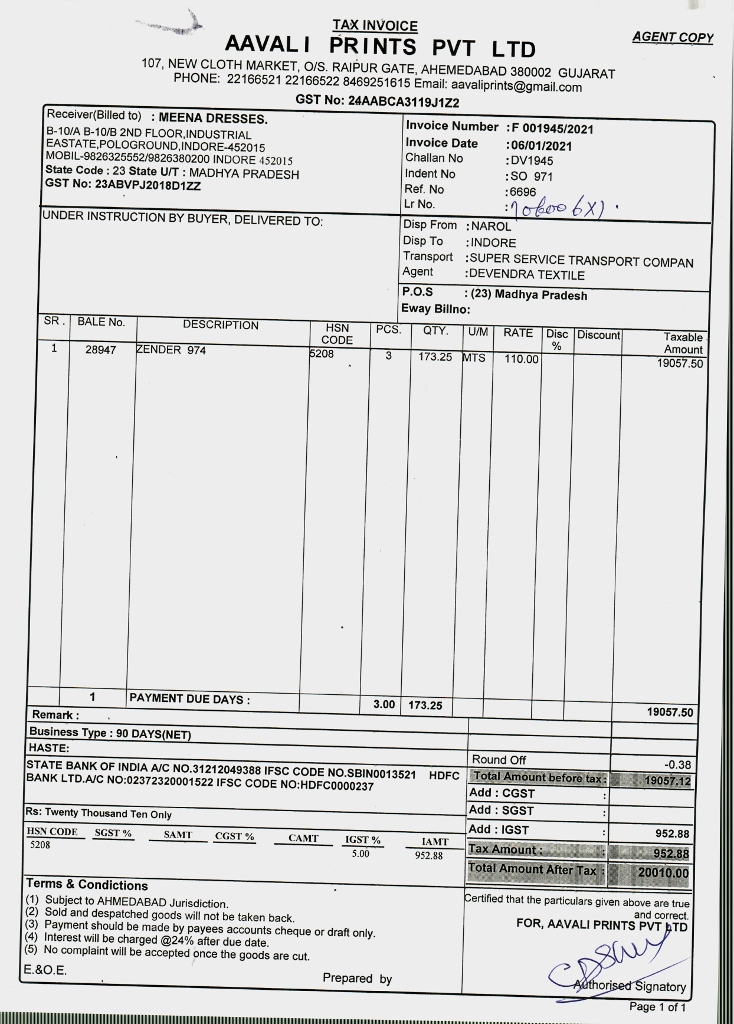 TAX INVOICE
AGENT COPY
AAVALI PRINTS PVT LTD
107, NEW CLOTH MARKET, O/S. RAIPUR GATE, AHEMEDABAD 380002 GUJARAT
PHONE: 22166521 22166522 8469251615 Email: aavaliprints@gmail.com
GST No: 24AABCA3119J1Z2
Receiver(Billed to) : MEENA DRESSES.
B-10/A B-10/B 2ND FLOOR,INDUSTRIAL
EASTATE,POLOGROUND,INDORE-452015
MOBIL-9826325552/9826380200 INDORE 452015
State Code : 23 State U/T : MADHYA PRADESH
GST No: 23ABVPJ2018D1ZZ
Invoice Number : F 001945/2021
Invoice Date : 06/01/2021
Challan No : DV1945
Indent No : SO 971
Ref. No : 6696
Lr No. :
UNDER INSTRUCTION BY BUYER, DELIVERED TO:
Disp From : NAROL
Disp To : INDORE
Transport : SUPER SERVICE TRANSPORT COMPAN
Agent : DEVENDRA TEXTILE
P.O.S : (23) Madhya Pradesh
Eway Billno:
SR. BALE No. DESCRIPTION HSN CODE PCS. QTY. U/M RATE Disc % Discount Taxable Amount
1 28947 ZENDER 974 5208 3 173.25 MTS 110.00 19057.50
1 PAYMENT DUE DAYS : 3.00 173.25 19057.50
Remark :
Business Type : 90 DAYS(NET)
HASTE:
STATE BANK OF INDIA A/C NO.31212049388 IFSC CODE NO.SBIN0013521 HDFC
BANK LTD.A/C NO:02372320001522 IFSC CODE NO:HDFC0000237
Round Off -0.38
Total Amount before tax : 19057.12
Add : CGST :
Add : SGST :
Add : IGST : 952.88
Tax Amount : 952.88
Total Amount After Tax : 20010.00
Rs: Twenty Thousand Ten Only
HSN CODE SGST % SAMT CGST % CAMT IGST % IAMT
5208 5.00 952.88
Terms & Conditions
(1) Subject to AHMEDABAD Jurisdiction.
(2) Sold and despatched goods will not be taken back.
(3) Payment should be made by payees accounts cheque or draft only.
(4) Interest will be charged @24% after due date.
(5) No complaint will be accepted once the goods are cut.
E.&O.E.
Prepared by
Certified that the particulars given above are true
and correct.
FOR, AAVALI PRINTS PVT LTD
Authorised Signatory
Page 1 of 1